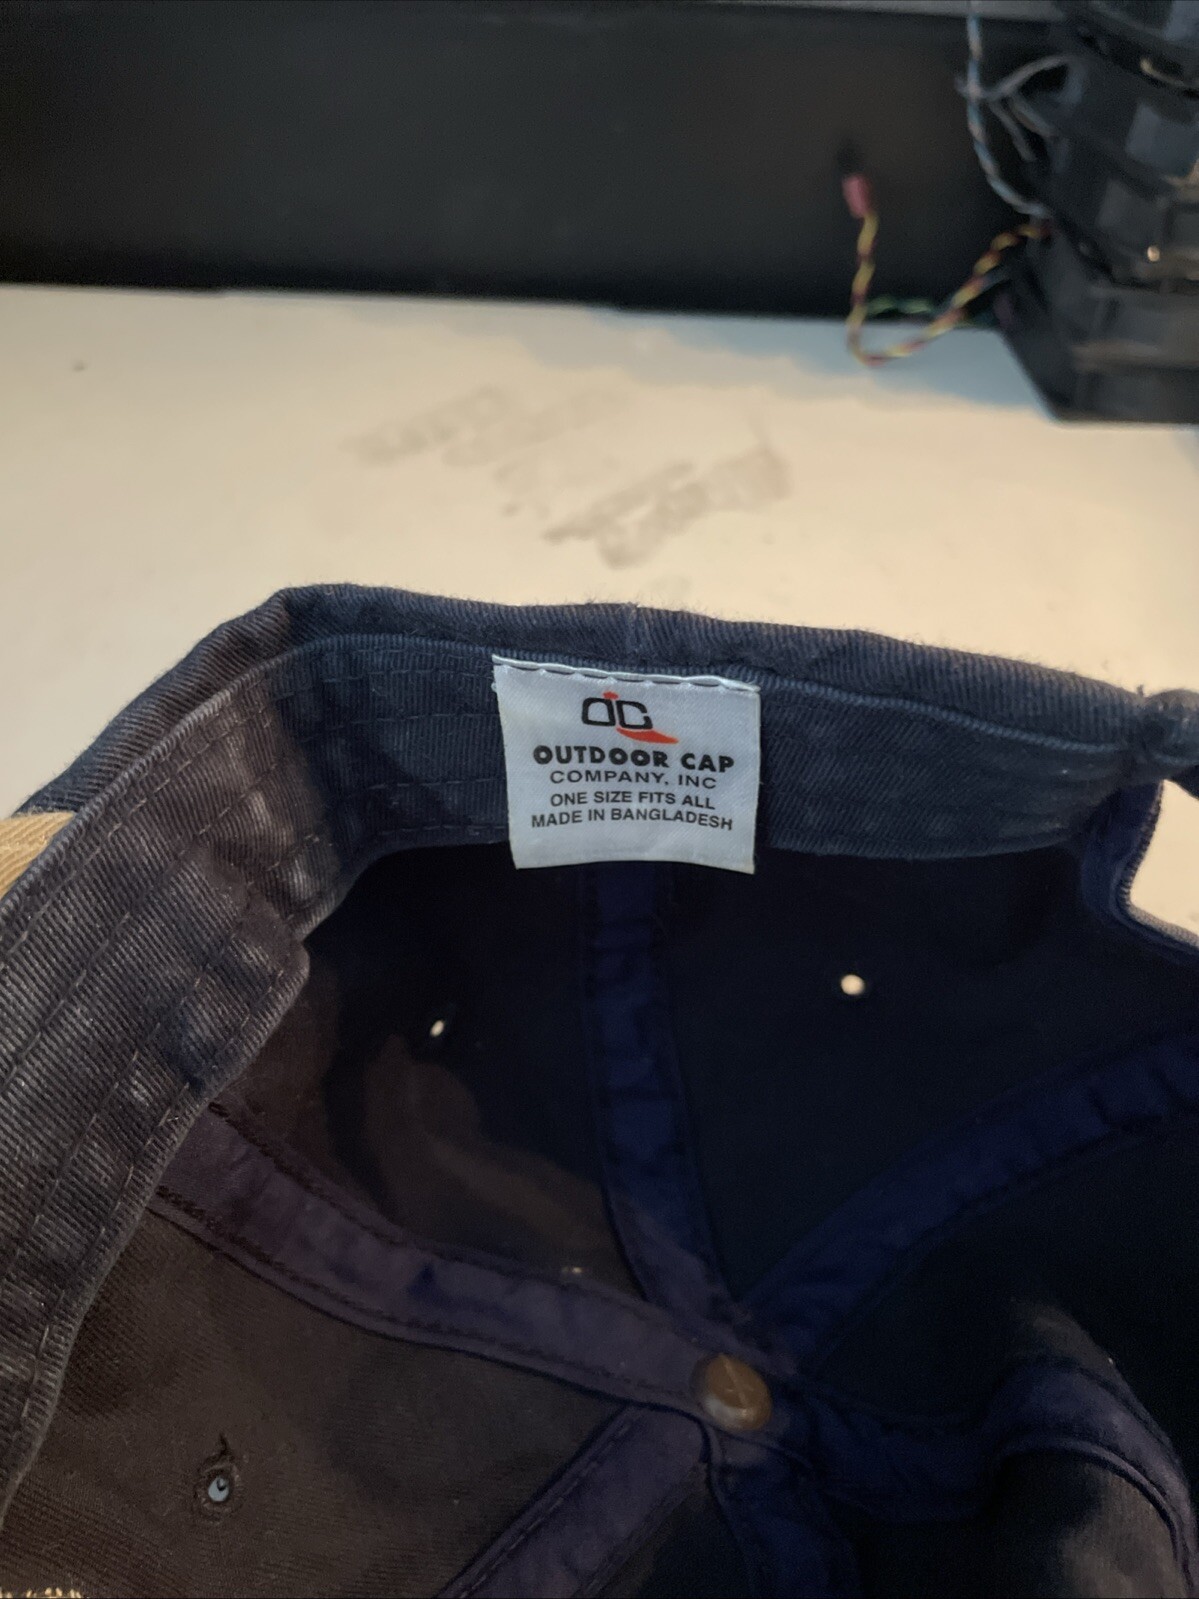 OC
OUTDOOR CAP
COMPANY, INC
ONE SIZE FITS ALL
MADE IN BANGLADESH